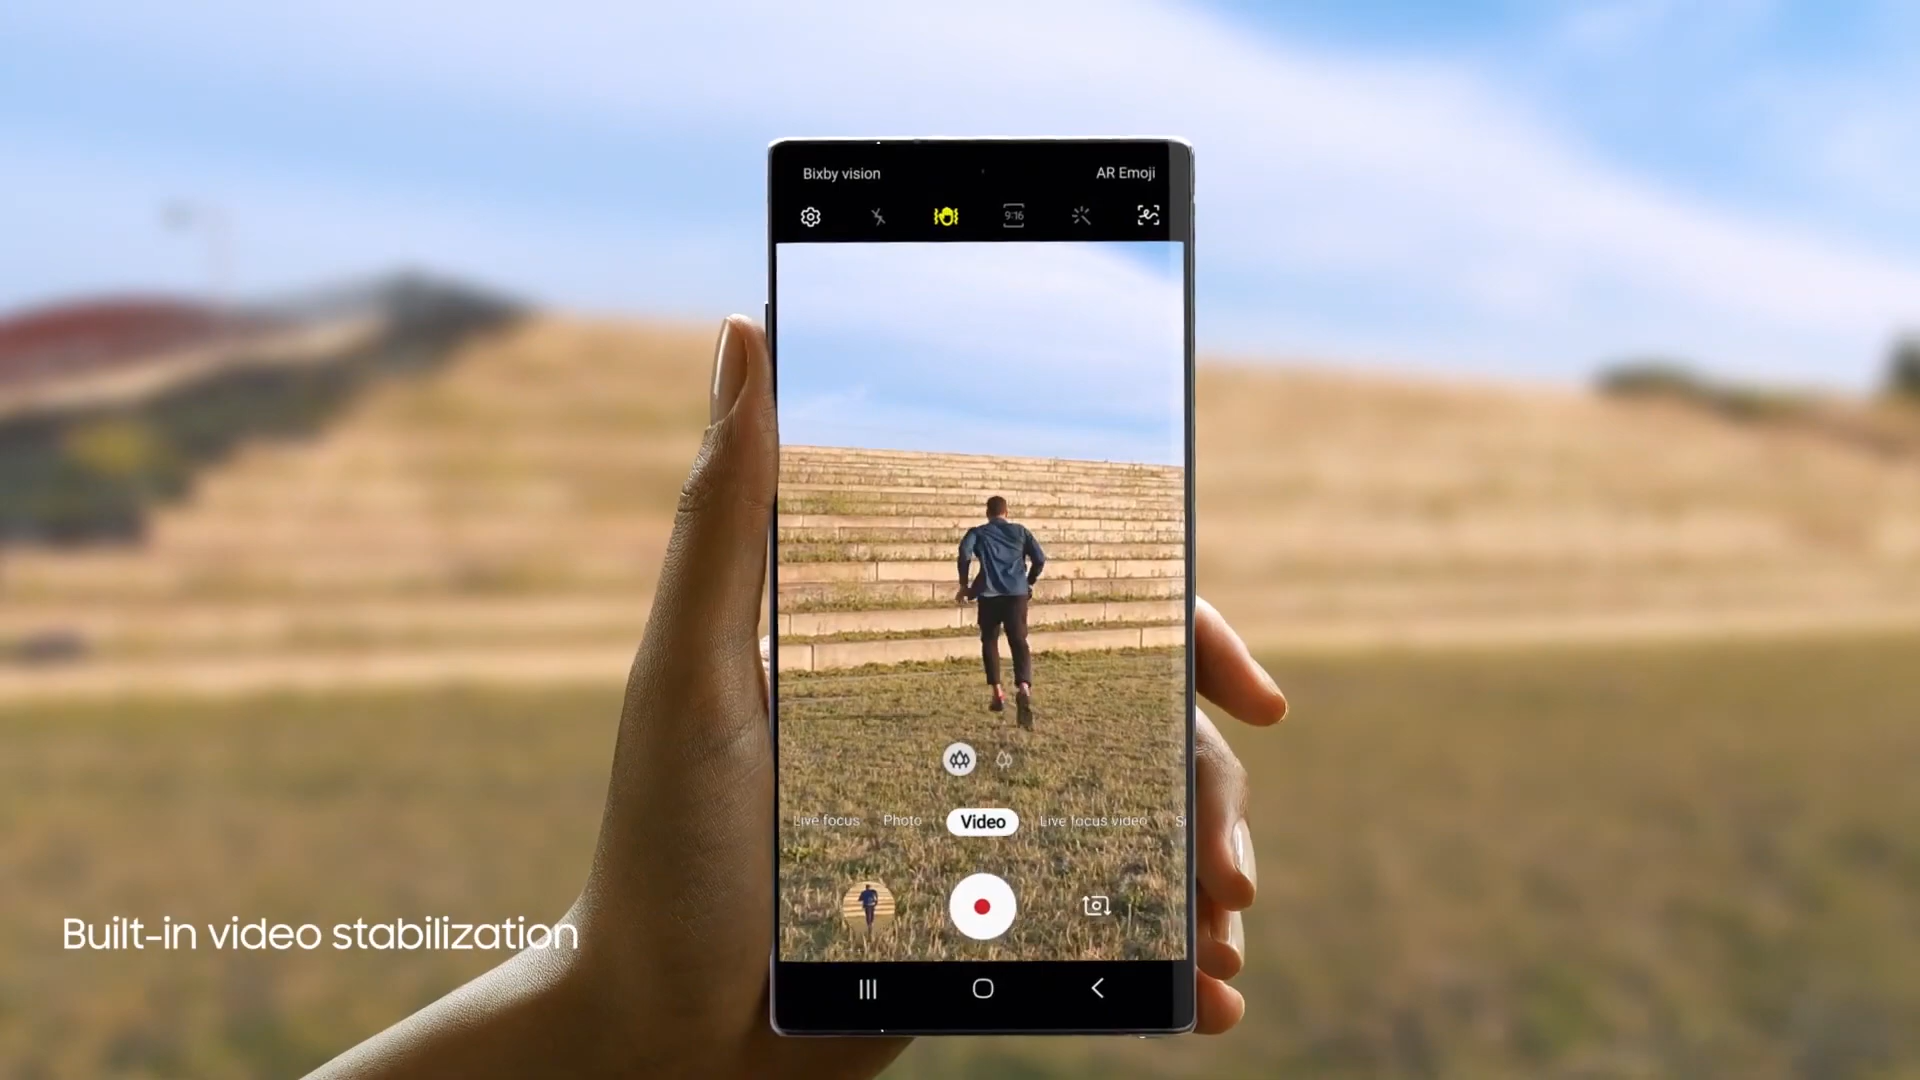 Bixby vision
AR Emoji
9:16
Live focus
Photo
Video
Live focus video
Built-in video stabilization